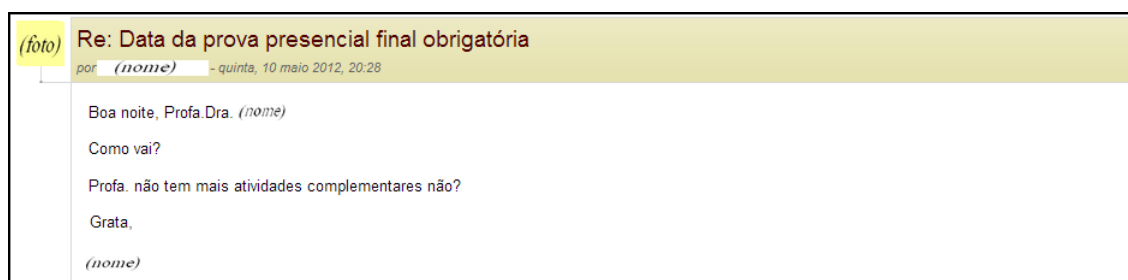 (foto)
Re: Data da prova presencial final obrigatória
por (nome) - quinta, 10 maio 2012, 20:28
Boa noite, Profa.Dra. (nome)
Como vai?
Profa. não tem mais atividades complementares não?
Grata,
(nome)